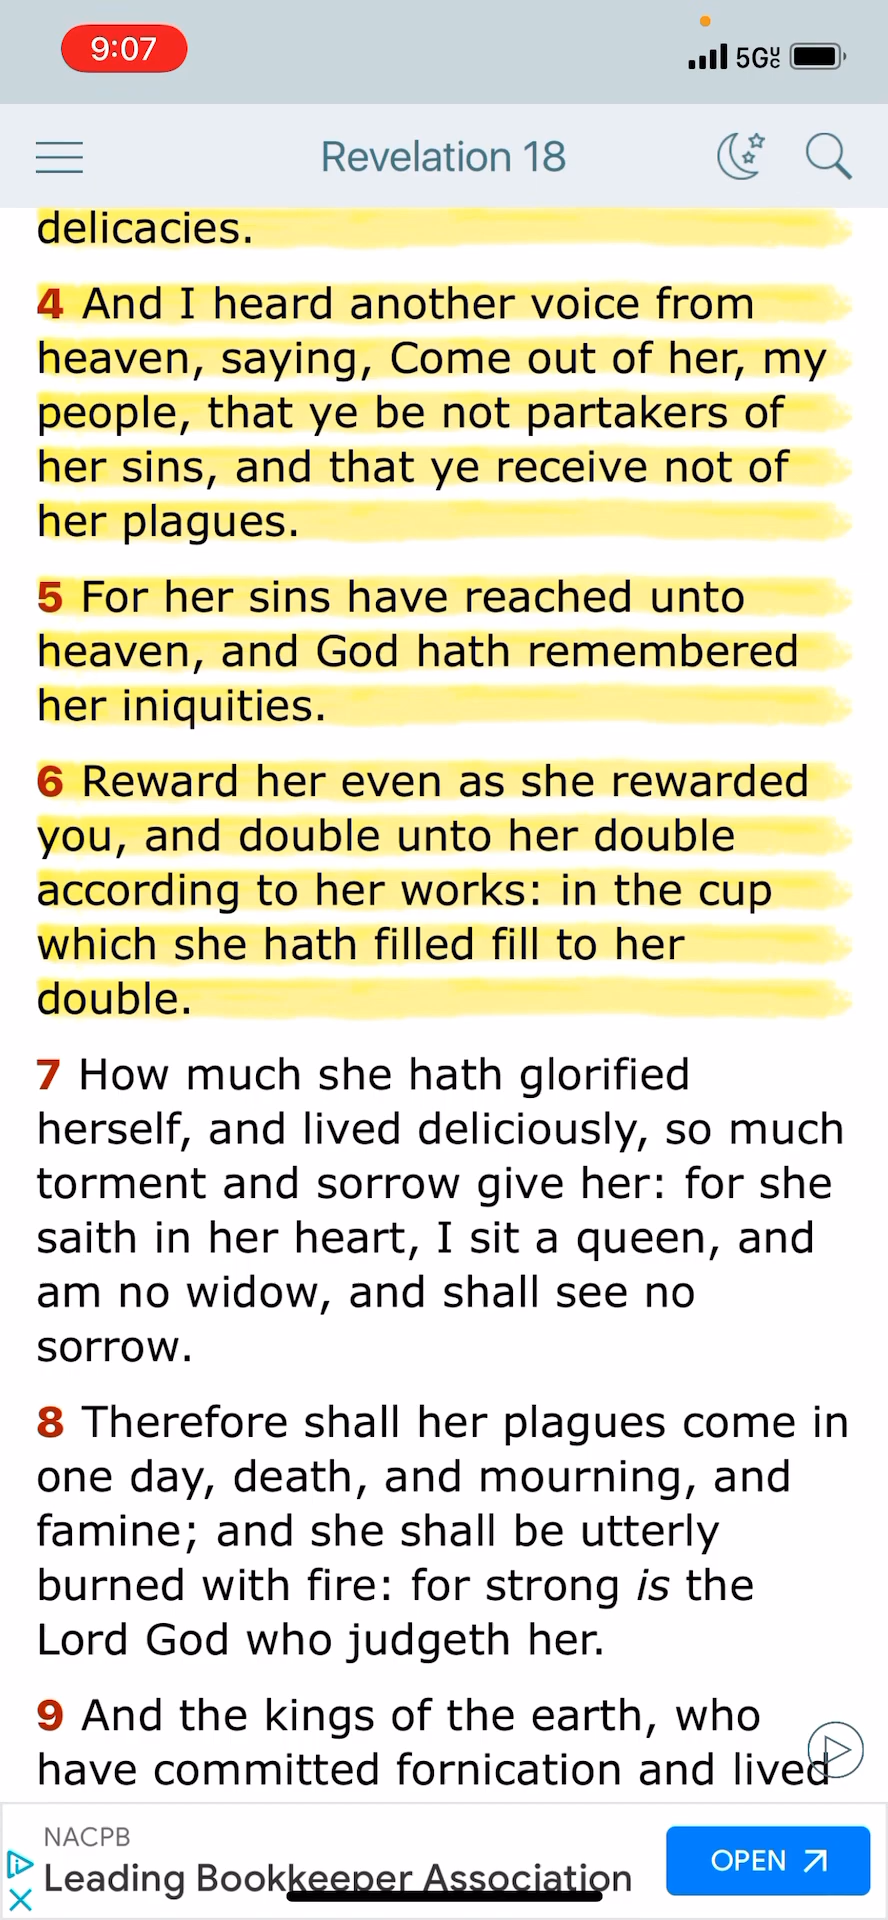 9:07
5GUC
Revelation 18
delicacies.
4 And I heard another voice from
heaven, saying, Come out of her, my
people, that ye be not partakers of
her sins, and that ye receive not of
her plagues.
5 For her sins have reached unto
heaven, and God hath remembered
her iniquities.
6 Reward her even as she rewarded
you, and double unto her double
according to her works: in the cup
which she hath filled fill to her
double.
7 How much she hath glorified
herself, and lived deliciously, so much
torment and sorrow give her: for she
saith in her heart, I sit a queen, and
am no widow, and shall see no
sorrow.
8 Therefore shall her plagues come in
one day, death, and mourning, and
famine; and she shall be utterly
burned with fire: for strong is the
Lord God who judgeth her.
9 And the kings of the earth, who
have committed fornication and lived
NACPB
Leading Bookkeeper Association
OPEN